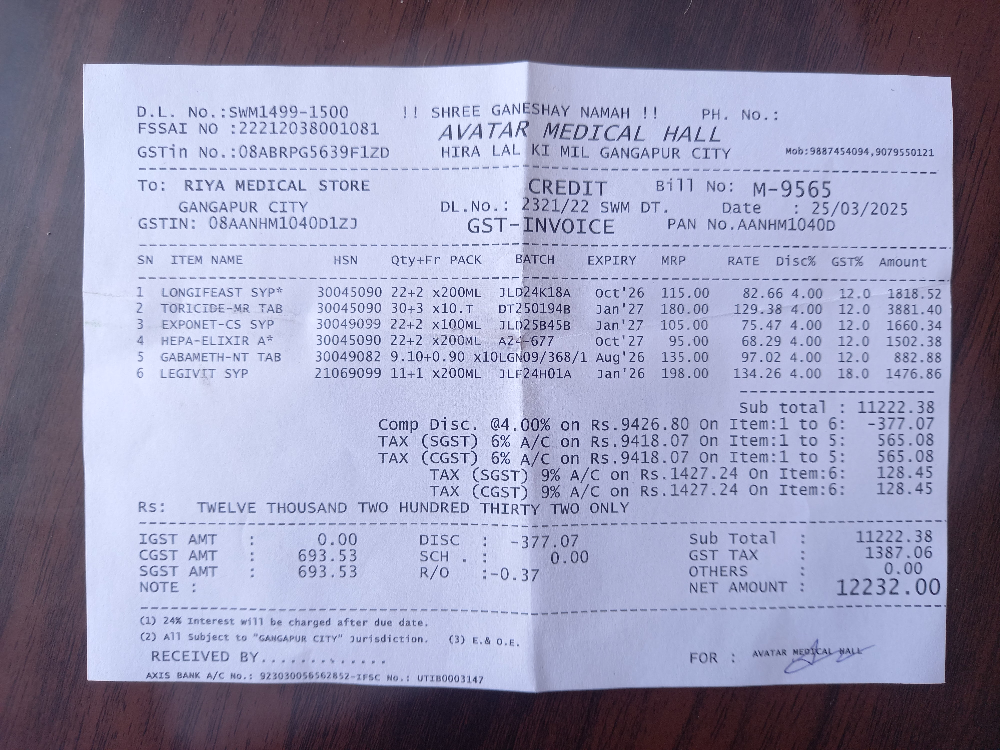 D.L. No.:SWM1499-1500 !! SHREE GANESHAY NAMAH !! PH. No.:
FSSAI NO :22212038001081 AVATAR MEDICAL HALL
GSTin No.:08ABRPG5639F1ZD HIRA LAL KI MIL GANGAPUR CITY Mob:9887454094,9079550121
To: RIYA MEDICAL STORE CREDIT Bill No: M-9565
GANGAPUR CITY DL.No.: 2321/22 SWM DT. Date : 25/03/2025
GSTIN: 08AANHM1040D1ZJ GST-INVOICE PAN No.AANHM1040D
SN ITEM NAME HSN Qty+Fr PACK BATCH EXPIRY MRP RATE Disc% GST% Amount
1 LONGIFEAST SYP* 30045090 22+2 x200ML JLD24K18A Oct'26 115.00 82.66 4.00 12.0 1818.52
2 TORICIDE-MR TAB 30045090 30+3 x10.T DT250194B Jan'27 180.00 129.38 4.00 12.0 3881.40
3 EXPONET-CS SYP 30049099 22+2 x100ML JLD25B45B Jan'27 105.00 75.47 4.00 12.0 1660.34
4 HEPA-ELIXIR A* 30045090 22+2 x200ML A24-677 Oct'27 95.00 68.29 4.00 12.0 1502.38
5 GABAMETH-NT TAB 30049082 9.10+0.90 x10LGN09/368/1 Aug'26 135.00 97.02 4.00 12.0 882.88
6 LEGIVIT SYP 21069099 11+1 x200ML JLF24H01A Jan'26 198.00 134.26 4.00 18.0 1476.86
Sub total : 11222.38
Comp Disc. @4.00% on Rs.9426.80 On Item:1 to 6: -377.07
TAX (SGST) 6% A/C on Rs.9418.07 On Item:1 to 5: 565.08
TAX (CGST) 6% A/C on Rs.9418.07 On Item:1 to 5: 565.08
TAX (SGST) 9% A/C on Rs.1427.24 On Item:6: 128.45
TAX (CGST) 9% A/C on Rs.1427.24 On Item:6: 128.45
Rs: TWELVE THOUSAND TWO HUNDRED THIRTY TWO ONLY
IGST AMT : 0.00 DISC : -377.07 Sub Total : 11222.38
CGST AMT : 693.53 SCH . : 0.00 GST TAX : 1387.06
SGST AMT : 693.53 R/O :-0.37 OTHERS : 0.00
NOTE : NET AMOUNT : 12232.00
(1) 24% Interest will be charged after due date.
(2) All Subject to "GANGAPUR CITY" Jurisdiction. (3) E.& O.E.
RECEIVED BY............. FOR : AVATAR MEDICAL HALL
AXIS BANK A/C No.: 923030056562852-IFSC No.: UTIB0003147